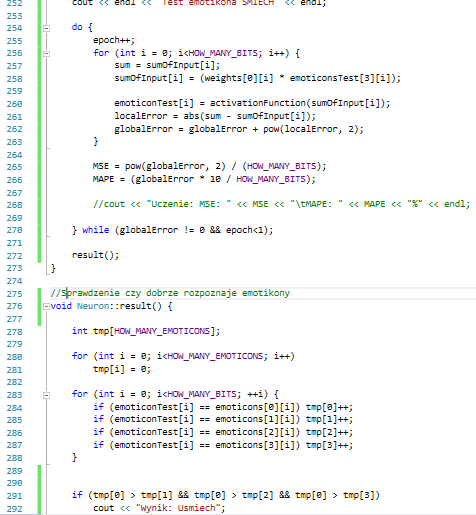 252 cout << endl << "Test emotikona SMIECH" << endl;
253
254 do {
255 epoch++;
256 for (int i = 0; i<HOW_MANY_BITS; i++) {
257 sum = sumOfInput[i];
258 sumOfInput[i] = (weights[0][i] * emoticonsTest[3][i]);
259
260 emoticonTest[i] = activationFunction(sumOfInput[i]);
261 localError = abs(sum - sumOfInput[i]);
262 globalError = globalError + pow(localError, 2);
263 }
264
265 MSE = pow(globalError, 2) / (HOW_MANY_BITS);
266 MAPE = (globalError * 10 / HOW_MANY_BITS);
267
268 //cout << "Uczenie: MSE: " << MSE << "\tMAPE: " << MAPE << "%" << endl;
269
270 } while (globalError != 0 && epoch<1);
271
272 result();
273 }
274
275 //Sprawdzenie czy dobrze rozpoznaje emotikony
276 void Neuron::result() {
277
278 int tmp[HOW_MANY_EMOTICONS];
279
280 for (int i = 0; i<HOW_MANY_EMOTICONS; i++)
281 tmp[i] = 0;
282
283 for (int i = 0; i<HOW_MANY_BITS; ++i) {
284 if (emoticonTest[i] == emoticons[0][i]) tmp[0]++;
285 if (emoticonTest[i] == emoticons[1][i]) tmp[1]++;
286 if (emoticonTest[i] == emoticons[2][i]) tmp[2]++;
287 if (emoticonTest[i] == emoticons[3][i]) tmp[3]++;
288 }
289
290
291 if (tmp[0] > tmp[1] && tmp[0] > tmp[2] && tmp[0] > tmp[3])
292 cout << "Wynik: Usmiech";